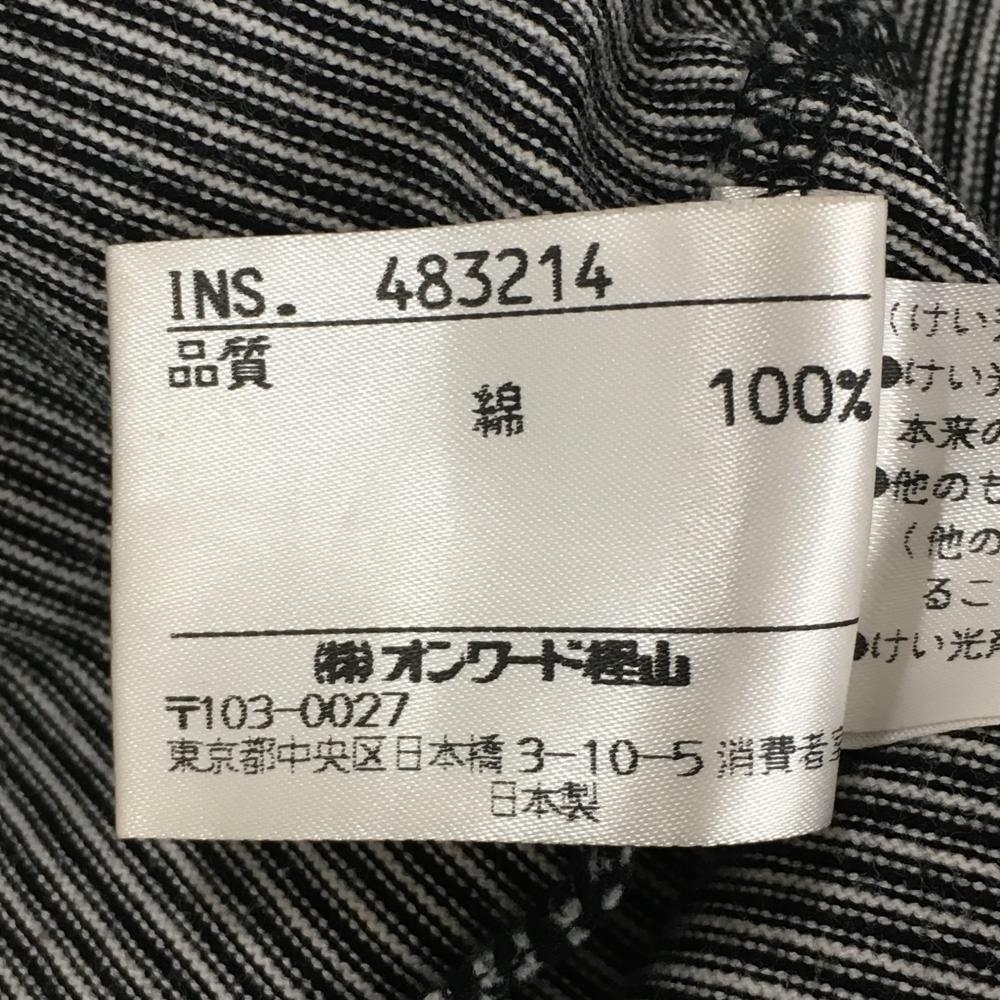 INS. 483214
品質
綿 100%
㈱オンワード樫山
〒103-0027
東京都中央区日本橋3-10-5 消費者
日本製
(けい
●けい光
本来の
●他のも
(他の
るこ
●けい光